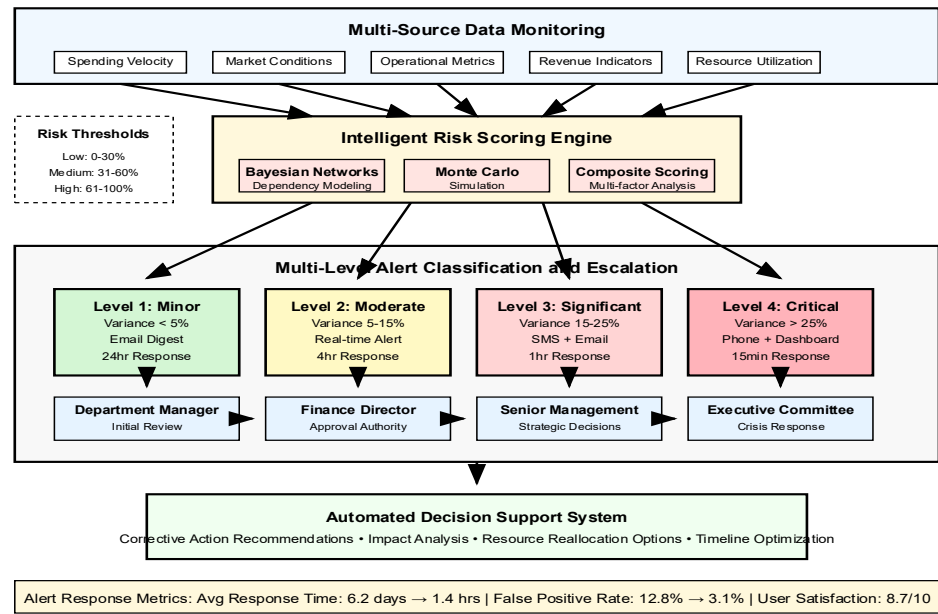 Multi-Source Data Monitoring
Spending Velocity
Market Conditions
Operational Metrics
Revenue Indicators
Resource Utilization
Risk Thresholds
Low: 0-30%
Medium: 31-60%
High: 61-100%
Intelligent Risk Scoring Engine
Bayesian Networks
Dependency Modeling
Monte Carlo
Simulation
Composite Scoring
Multi-factor Analysis
Multi-Level Alert Classification and Escalation
Level 1: Minor
Variance < 5%
Email Digest
24hr Response
Level 2: Moderate
Variance 5-15%
Real-time Alert
4hr Response
Level 3: Significant
Variance 15-25%
SMS + Email
1hr Response
Level 4: Critical
Variance > 25%
Phone + Dashboard
15min Response
Department Manager
Initial Review
Finance Director
Approval Authority
Senior Management
Strategic Decisions
Executive Committee
Crisis Response
Automated Decision Support System
Corrective Action Recommendations • Impact Analysis • Resource Reallocation Options • Timeline Optimization
Alert Response Metrics: Avg Response Time: 6.2 days → 1.4 hrs | False Positive Rate: 12.8% → 3.1% | User Satisfaction: 8.7/10